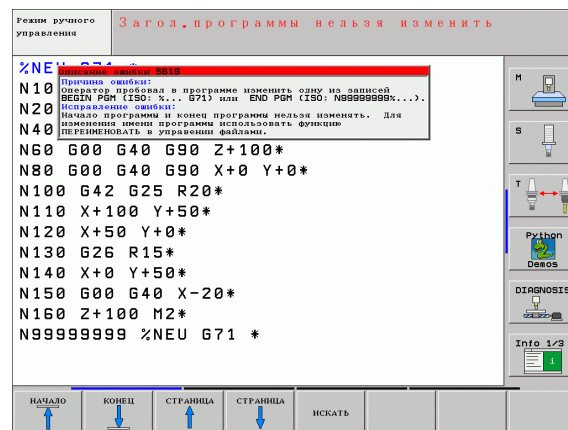 Режим ручного
управления
Загол.программы нельзя изменить
%NE
Описание ошибки 5619
Причина ошибки:
Оператор пробовал в программе изменить одну из записей
BEGIN PGM (ISO: %... G71) или END PGM (ISO: N99999999%...).
Исправление ошибки:
Начало программы и конец программы нельзя изменять. Для
изменения имени программы использовать функцию
ПЕРЕИМЕНОВАТЬ в управении файлами.
N10
N20
N40
N60 G00 G40 G90 Z+100*
N80 G00 G40 G90 X+0 Y+0*
N100 G42 G25 R20*
N110 X+100 Y+50*
N120 X+50 Y+0*
N130 G26 R15*
N140 X+0 Y+50*
N150 G00 G40 X-20*
N160 Z+100 M2*
N99999999 %NEU G71 *
M
S
T
Python
Demos
DIAGNOSIS
Info 1/3
НАЧАЛО
КОНЕЦ
СТРАНИЦА
СТРАНИЦА
ИСКАТЬ